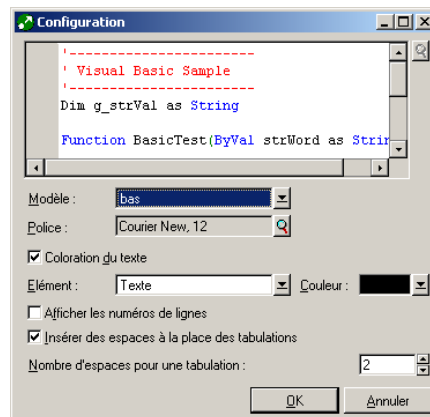 Configuration
'-----------------------
' Visual Basic Sample
'-----------------------
Dim g_strVal as String
Function BasicTest(ByVal strWord as Strin
Modèle :
bas
Police :
Courier New, 12
Coloration du texte
Elément :
Texte
Couleur :
Afficher les numéros de lignes
Insérer des espaces à la place des tabulations
Nombre d'espaces pour une tabulation :
2
OK
Annuler